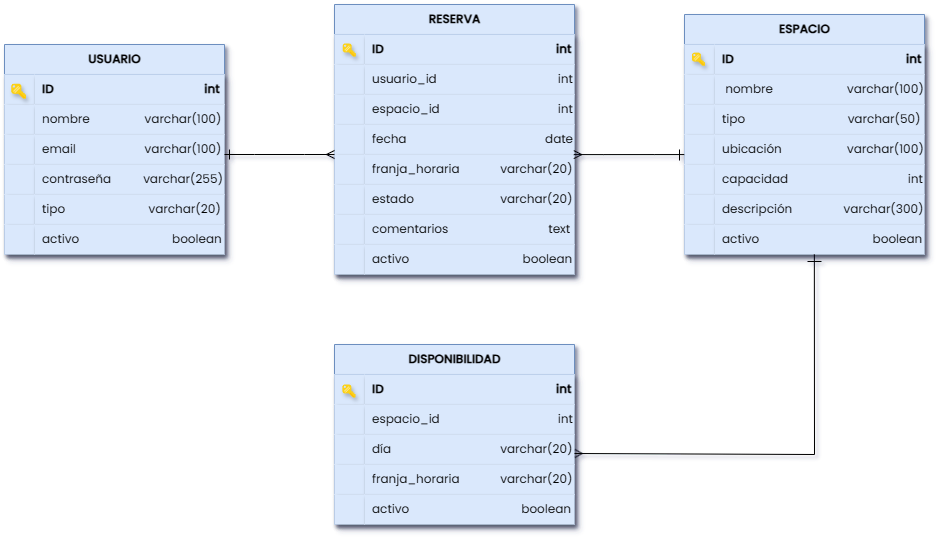 USUARIO
ID int
nombre varchar(100)
email varchar(100)
contraseña varchar(255)
tipo varchar(20)
activo boolean
RESERVA
ID int
usuario_id int
espacio_id int
fecha date
franja_horaria varchar(20)
estado varchar(20)
comentarios text
activo boolean
ESPACIO
ID int
nombre varchar(100)
tipo varchar(50)
ubicación varchar(100)
capacidad int
descripción varchar(300)
activo boolean
DISPONIBILIDAD
ID int
espacio_id int
día varchar(20)
franja_horaria varchar(20)
activo boolean